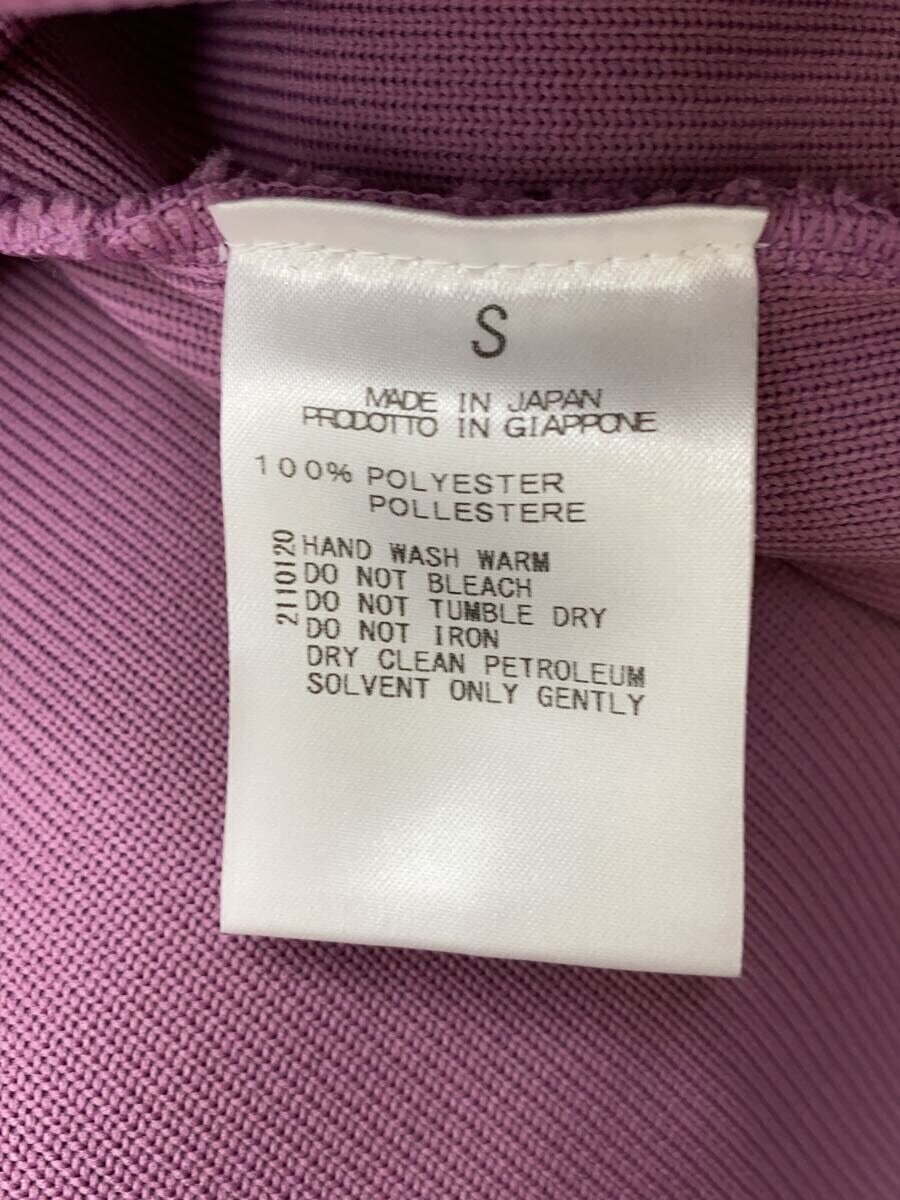 S
MADE IN JAPAN
PRODOTTO IN GIAPPONE
100% POLYESTER
POLLESTERE
2110120
HAND WASH WARM
DO NOT BLEACH
DO NOT TUMBLE DRY
DO NOT IRON
DRY CLEAN PETROLEUM
SOLVENT ONLY GENTLY